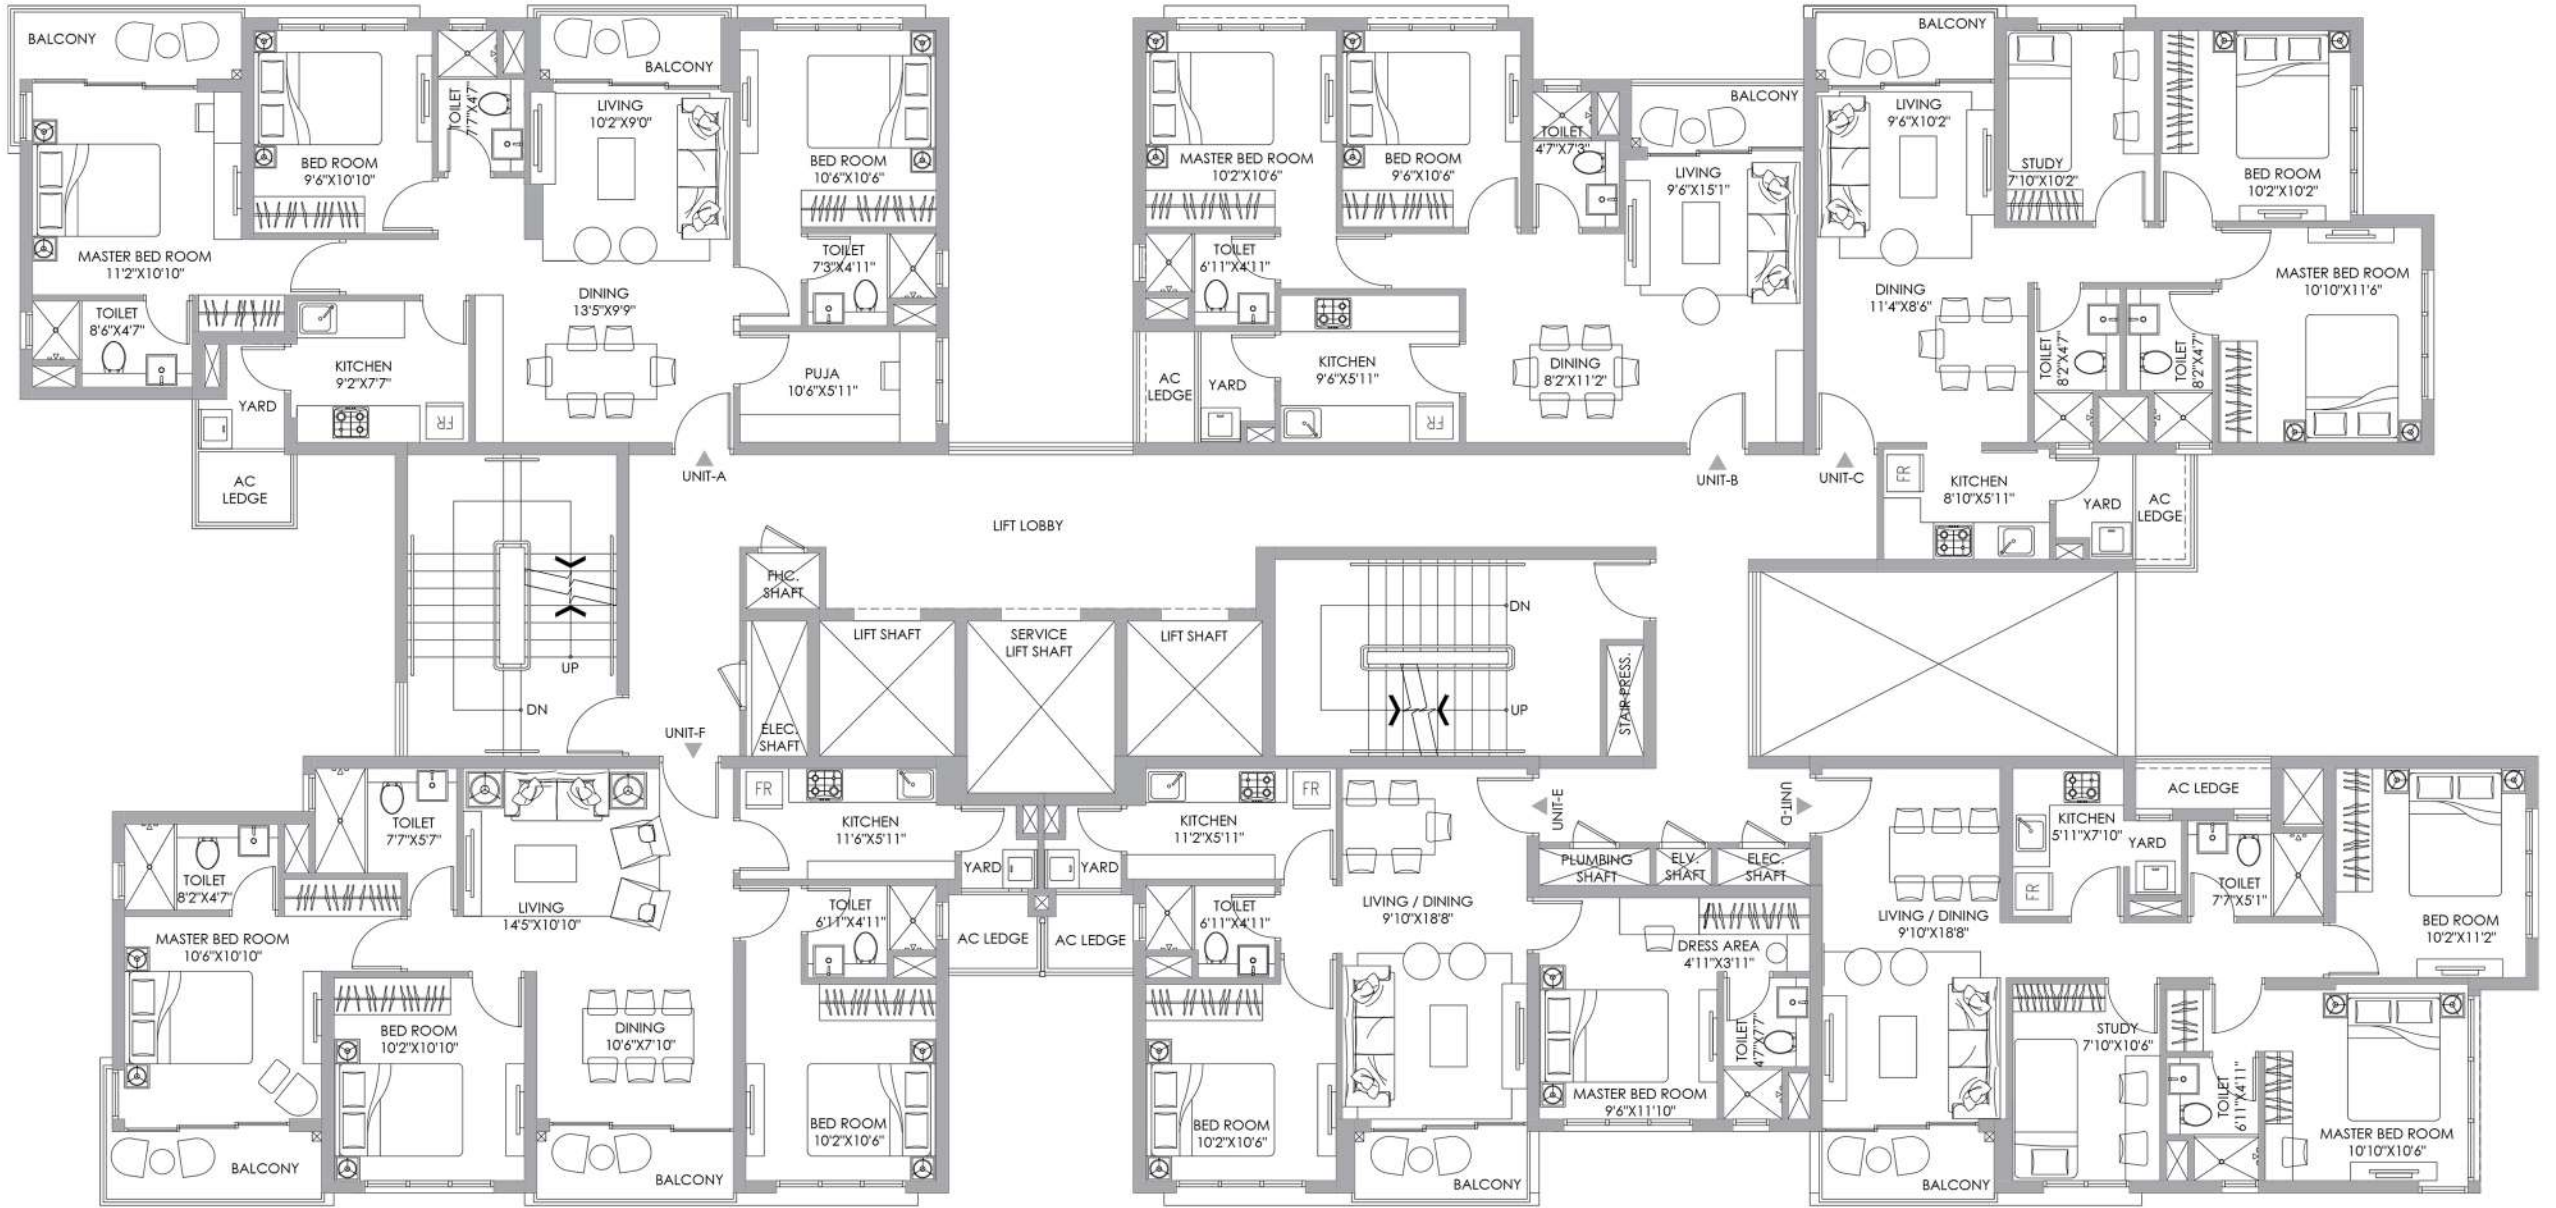 BALCONY
MASTER BED ROOM
11'2"X10'10"
TOILET
8'6"X4'7"
BED ROOM
9'6"X10'10"
TOILET
7'7"X4'7"
BALCONY
LIVING
10'2"X9'0"
DINING
13'5"X9'9"
BED ROOM
10'6"X10'6"
TOILET
7'3"X4'11"
PUJA
10'6"X5'11"
KITCHEN
9'2"X7'7"
FR
YARD
AC
LEDGE
UNIT-A
MASTER BED ROOM
10'2"X10'6"
BED ROOM
9'6"X10'6"
TOILET
4'7"X7'3"
BALCONY
LIVING
9'6"X15'1"
TOILET
6'11"X4'11"
KITCHEN
9'6"X5'11"
FR
DINING
8'2"X11'2"
AC
LEDGE
YARD
UNIT-B
BALCONY
LIVING
9'6"X10'2"
STUDY
7'10"X10'2"
BED ROOM
10'2"X10'2"
MASTER BED ROOM
10'10"X11'6"
DINING
11'4"X8'6"
TOILET
8'2"X4'7"
TOILET
8'2"X4'7"
UNIT-C
FR
KITCHEN
8'10"X5'11"
YARD
AC
LEDGE
LIFT LOBBY
UP
DN
FHC.
SHAFT
ELEC.
SHAFT
LIFT SHAFT
SERVICE
LIFT SHAFT
LIFT SHAFT
DN
UP
STAIR PRESS.
UNIT-F
TOILET
7'7"X5'7"
TOILET
8'2"X4'7"
MASTER BED ROOM
10'6"X10'10"
LIVING
14'5"X10'10"
BED ROOM
10'2"X10'10"
DINING
10'6"X7'10"
BALCONY
BALCONY
FR
KITCHEN
11'6"X5'11"
YARD
TOILET
6'11"X4'11"
AC LEDGE
BED ROOM
10'2"X10'6"
KITCHEN
11'2"X5'11"
FR
YARD
AC LEDGE
TOILET
6'11"X4'11"
BED ROOM
10'2"X10'6"
LIVING / DINING
9'10"X18'8"
BALCONY
UNIT-E
PLUMBING
SHAFT
ELV.
SHAFT
ELEC.
SHAFT
DRESS AREA
4'11"X3'11"
TOILET
4'7"X7'7"
MASTER BED ROOM
9'6"X11'10"
UNIT-D
LIVING / DINING
9'10"X18'8"
BALCONY
KITCHEN
5'11"X7'10"
FR
YARD
AC LEDGE
TOILET
7'7"X5'1"
BED ROOM
10'2"X11'2"
STUDY
7'10"X10'6"
TOILET
6'11"X4'11"
MASTER BED ROOM
10'10"X10'6"